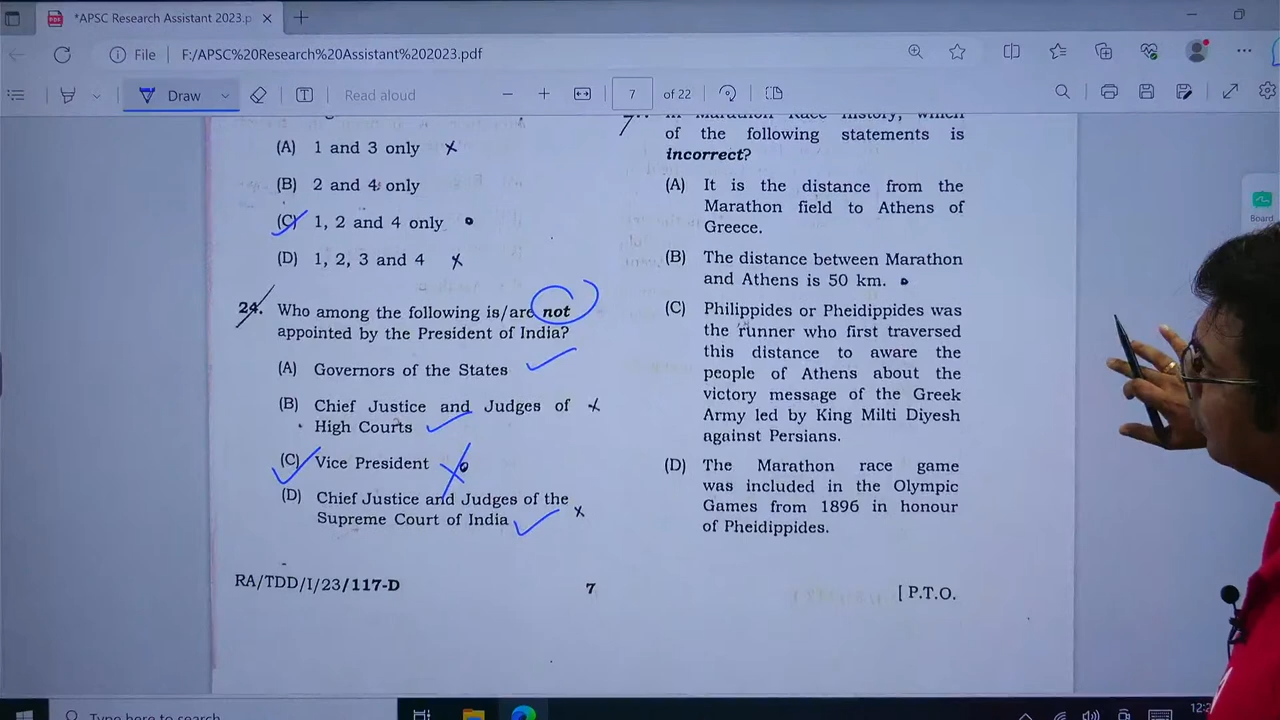 *APSC Research Assistant 2023.p
File F:/APSC%20Research%20Assistant%202023.pdf
Draw Read aloud 7 of 22
(A) 1 and 3 only
(B) 2 and 4 only
(C) 1, 2 and 4 only
(D) 1, 2, 3 and 4
24. Who among the following is/are not
appointed by the President of India?
(A) Governors of the States
(B) Chief Justice and Judges of
High Courts
(C) Vice President
(D) Chief Justice and Judges of the
Supreme Court of India
RA/TDD/I/23/117-D
7
In Marathon Race history, which
of the following statements is
incorrect?
(A) It is the distance from the
Marathon field to Athens of
Greece.
(B) The distance between Marathon
and Athens is 50 km.
(C) Philippides or Pheidippides was
the runner who first traversed
this distance to aware the
people of Athens about the
victory message of the Greek
Army led by King Milti Diyesh
against Persians.
(D) The Marathon race game
was included in the Olympic
Games from 1896 in honour
of Pheidippides.
[ P.T.O.
Board
Type here to search